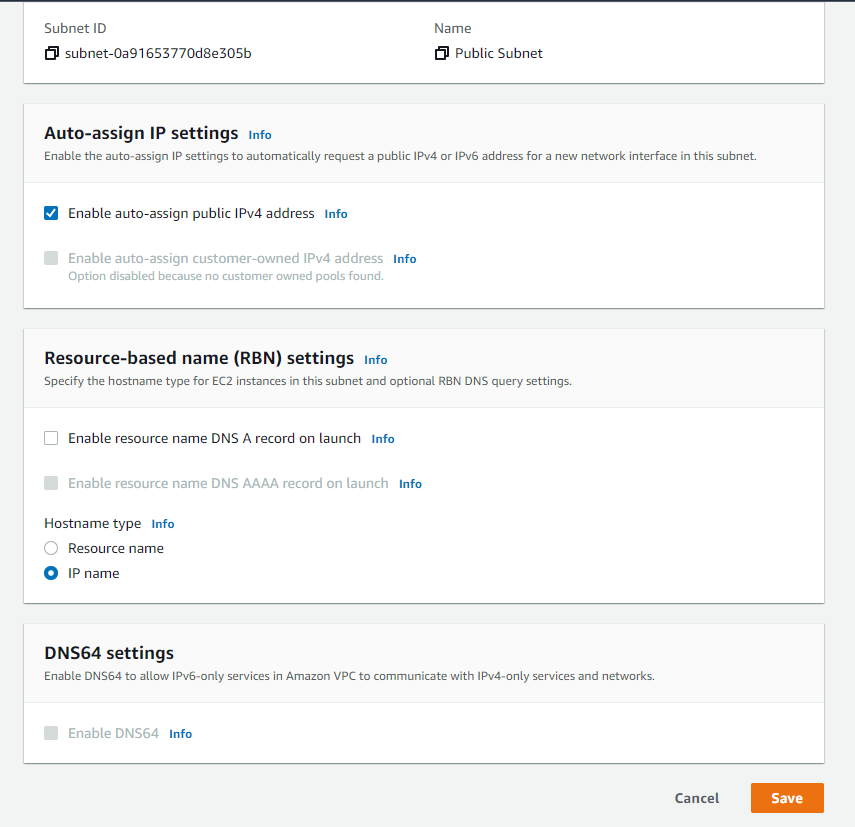 Subnet ID
subnet-0a91653770d8e305b
Name
Public Subnet
Auto-assign IP settings Info
Enable the auto-assign IP settings to automatically request a public IPv4 or IPv6 address for a new network interface in this subnet.
Enable auto-assign public IPv4 address Info
Enable auto-assign customer-owned IPv4 address Info
Option disabled because no customer owned pools found.
Resource-based name (RBN) settings Info
Specify the hostname type for EC2 instances in this subnet and optional RBN DNS query settings.
Enable resource name DNS A record on launch Info
Enable resource name DNS AAAA record on launch Info
Hostname type Info
Resource name
IP name
DNS64 settings
Enable DNS64 to allow IPv6-only services in Amazon VPC to communicate with IPv4-only services and networks.
Enable DNS64 Info
Cancel Save